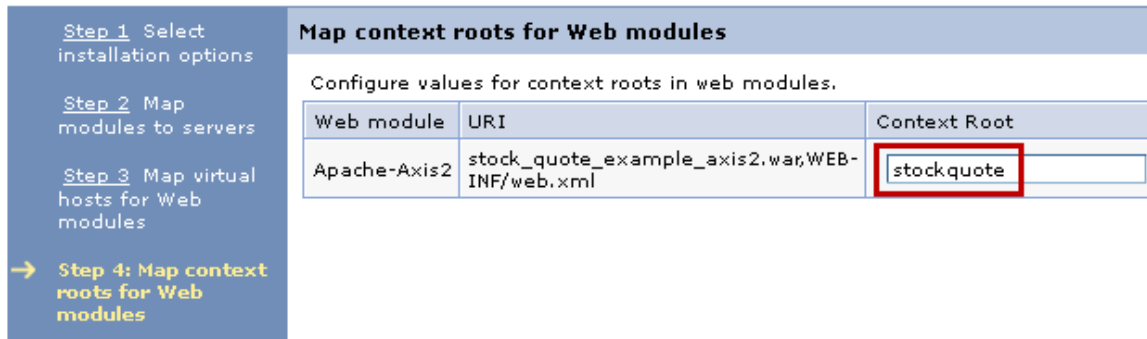 Step 1 Select
installation options
Step 2 Map
modules to servers
Step 3 Map virtual
hosts for Web
modules
Step 4: Map context
roots for Web
modules
Map context roots for Web modules
Configure values for context roots in web modules.
Web module URI Context Root
Apache-Axis2 stock_quote_example_axis2.war,WEB-
INF/web.xml
stockquote